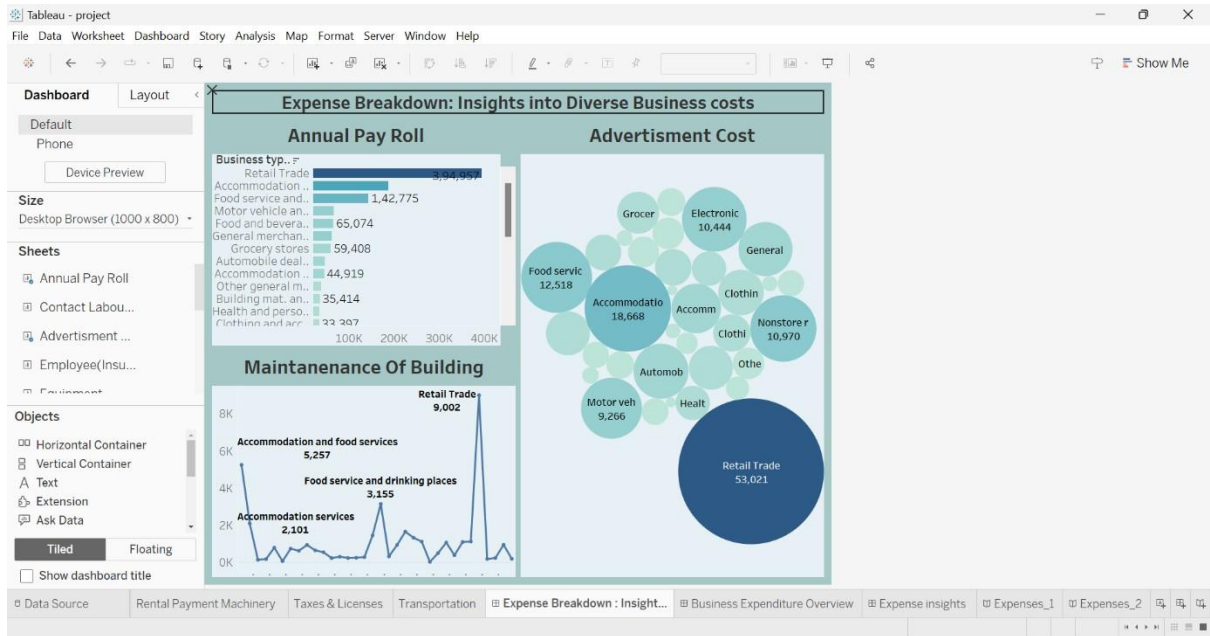 Tableau - project
File Data Worksheet Dashboard Story Analysis Map Format Server Window Help
Show Me
Dashboard Layout
Default
Phone
Device Preview
Size
Desktop Browser (1000 x 800)
Sheets
Annual Pay Roll
Contact Labou...
Advertisment ...
Employee(Insu...
Objects
Horizontal Container
Vertical Container
Text
Extension
Ask Data
Tiled Floating
Show dashboard title
Expense Breakdown: Insights into Diverse Business costs
Annual Pay Roll
Business typ..
Retail Trade 3,94,957
Accommodation ..
Food service and.. 1,42,775
Motor vehicle an..
Food and bevera.. 65,074
General merchan..
Grocery stores 59,408
Automobile deal..
Accommodation .. 44,919
Other general m..
Building mat. an.. 35,414
Health and perso..
Clothing and acc.. 33,397
100K 200K 300K 400K
Maintanenance Of Building
Retail Trade
9,002
8K
Accommodation and food services
5,257
6K
Food service and drinking places
3,155
4K
Accommodation services
2,101
2K
0K
Advertisment Cost
Grocer
Electronic
10,444
General
Food servic
12,518
Clothin
Accommodatio
18,668
Accomm
Nonstore r
10,970
Clothi
Othe
Automob
Motor veh
9,266
Healt
Retail Trade
53,021
Data Source Rental Payment Machinery Taxes & Licenses Transportation Expense Breakdown : Insight... Business Expenditure Overview Expense insights Expenses_1 Expenses_2